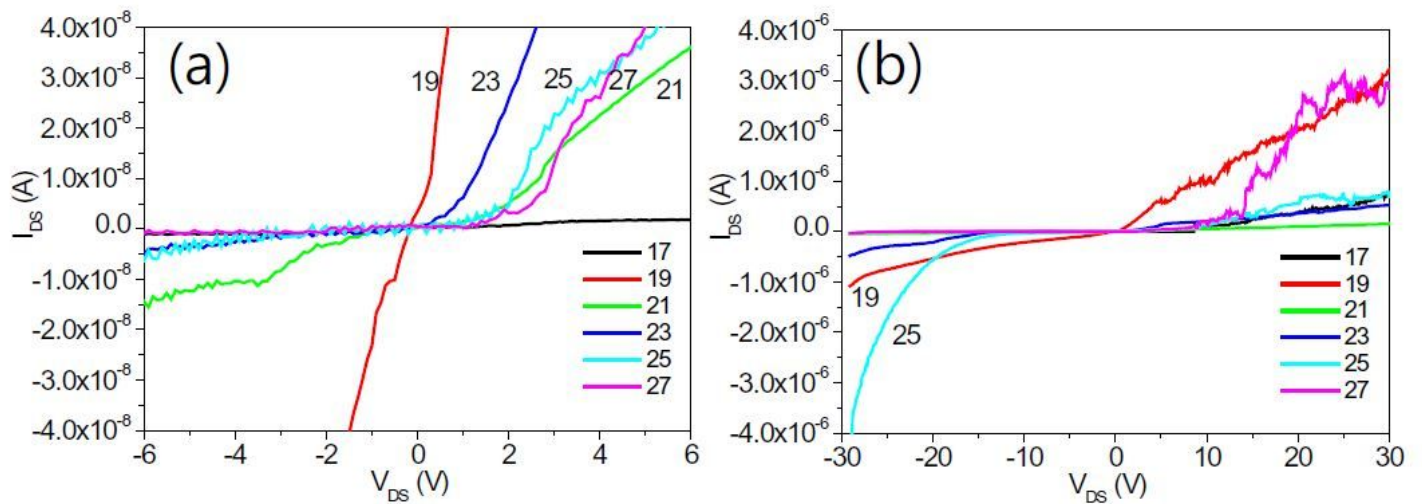 (a)
4.0x10⁻⁸
3.0x10⁻⁸
2.0x10⁻⁸
1.0x10⁻⁸
0.0
-1.0x10⁻⁸
-2.0x10⁻⁸
-3.0x10⁻⁸
-4.0x10⁻⁸
I_DS (A)
19
23
25
27
21
17
19
21
23
25
27
-6
-4
-2
0
2
4
6
V_DS (V)
(b)
4.0x10⁻⁶
3.0x10⁻⁶
2.0x10⁻⁶
1.0x10⁻⁶
0.0
-1.0x10⁻⁶
-2.0x10⁻⁶
-3.0x10⁻⁶
-4.0x10⁻⁶
I_DS (A)
19
25
17
19
21
23
25
27
-30
-20
-10
0
10
20
30
V_DS (V)